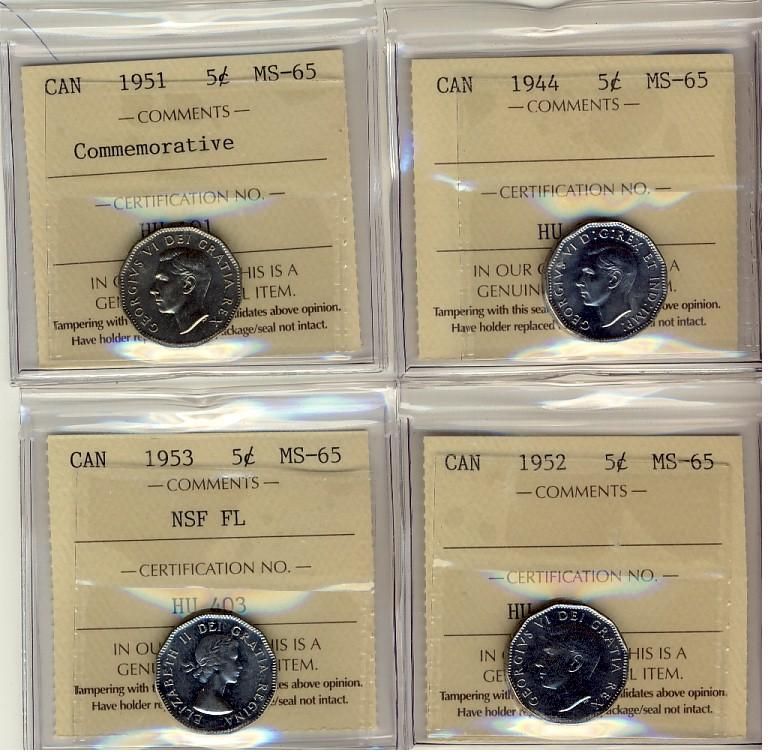 CAN 1951 5¢ MS-65
— COMMENTS —
Commemorative
— CERTIFICATION NO. —
HU
IN HIS IS A
GE L ITEM.
Tampering with idates above opinion.
Have holder ckage/seal not intact.
GEORGIVS VI DEI GRATIA REX
CAN 1944 5¢ MS-65
— COMMENTS —
— CERTIFICATION NO. —
HU
IN OUR A
GENUIN
Tampering with this sea ove opinion.
Have holder replaced l not intact.
GEORGIVS VI D:G:REX ET IND:IMP:
CAN 1953 5¢ MS-65
— COMMENTS —
NSF FL
— CERTIFICATION NO. —
HU 403
IN OU HIS IS A
GENU ITEM.
Tampering with t es above opinion.
Have holder re /seal not intact.
ELIZABETH II DEI GRATIA REGINA
CAN 1952 5¢ MS-65
— COMMENTS —
— CERTIFICATION NO. —
HU
IN HIS IS A
GE L ITEM.
Tampering with lidates above opinion.
Have holder ckage/seal not intact.
GEORGIVS VI DEI GRATIA REX